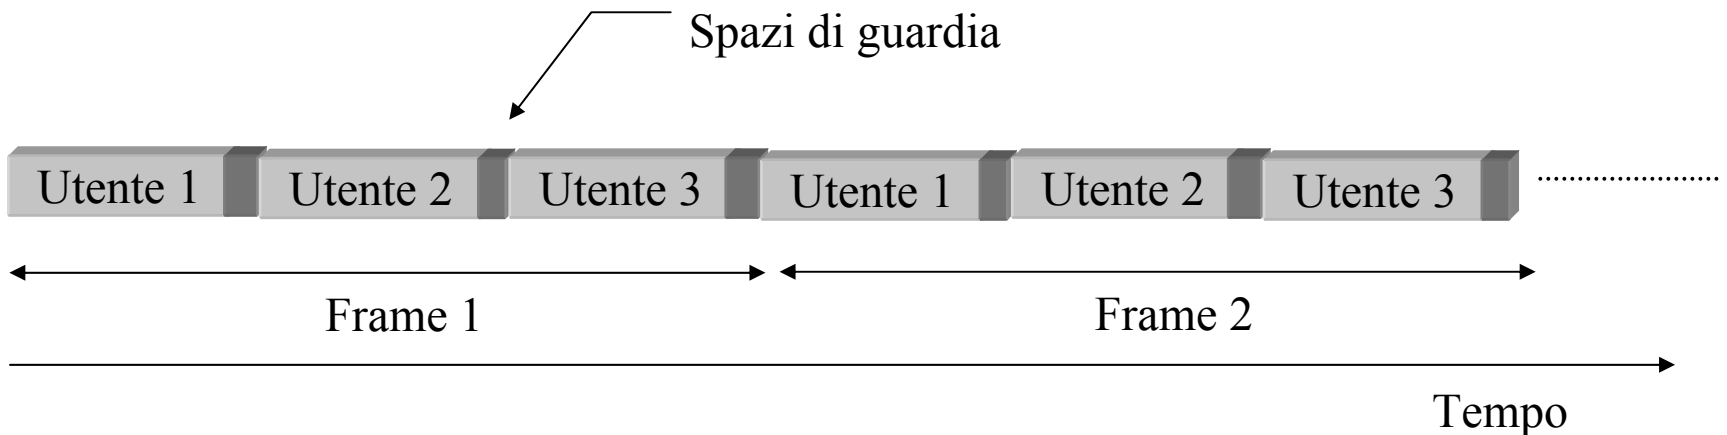 Spazi di guardia
Utente 1 Utente 2 Utente 3 Utente 1 Utente 2 Utente 3
Frame 1 Frame 2
Tempo